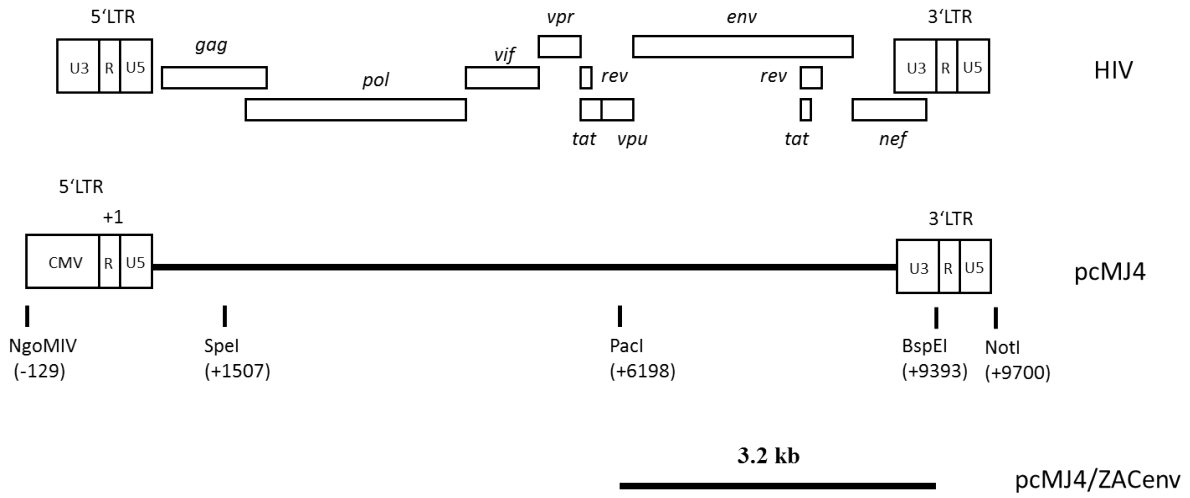 5‘LTR
vpr
env
3‘LTR
gag
vif
U3 R U5
pol
rev
rev
U3 R U5
HIV
tat
vpu
tat
nef
5‘LTR
+1
3‘LTR
CMV R U5
U3 R U5
pcMJ4
NgoMIV
(-129)
SpeI
(+1507)
PacI
(+6198)
BspEI
(+9393)
NotI
(+9700)
3.2 kb
pcMJ4/ZACenv